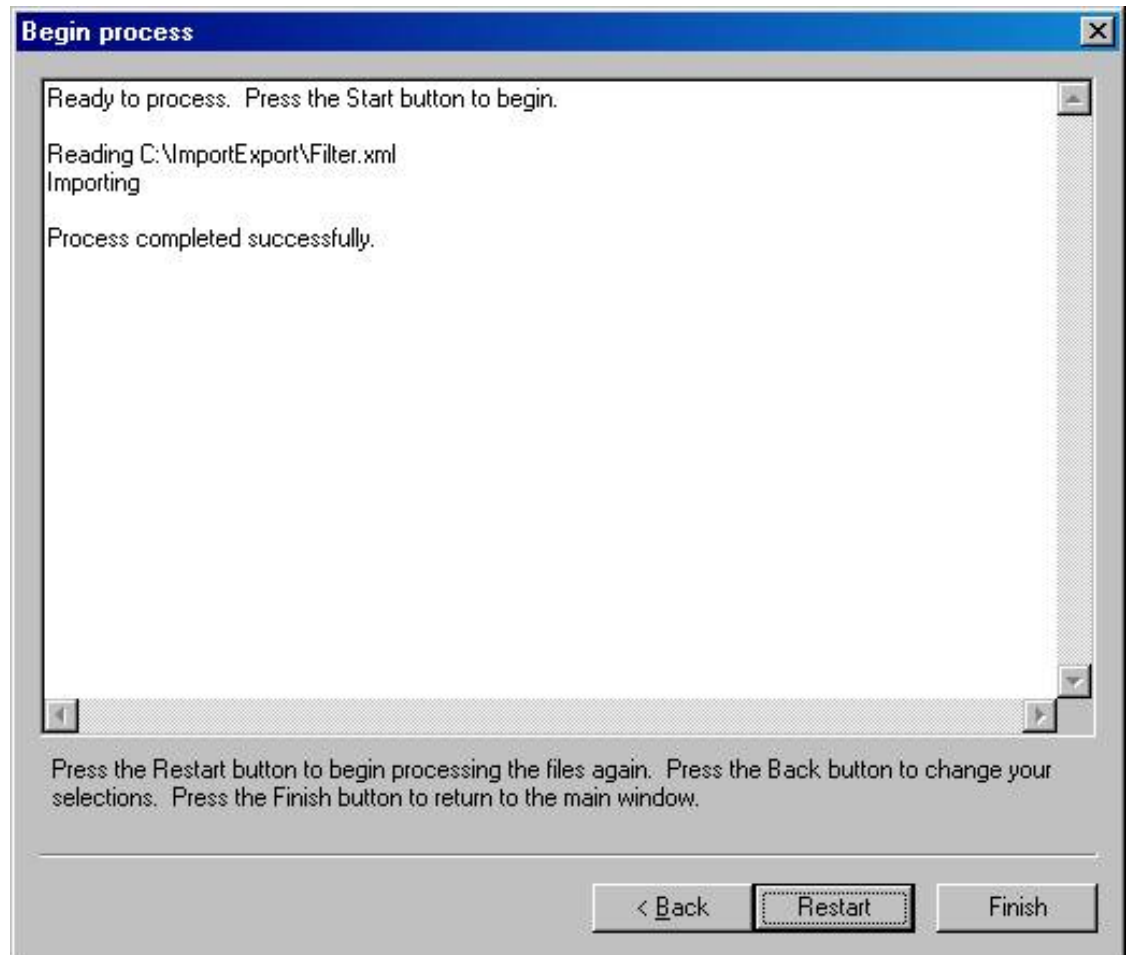 Begin process
Ready to process.  Press the Start button to begin.
Reading C:\ImportExport\Filter.xml
Importing
Process completed successfully.
Press the Restart button to begin processing the files again.  Press the Back button to change your
selections.  Press the Finish button to return to the main window.
< Back
Restart
Finish